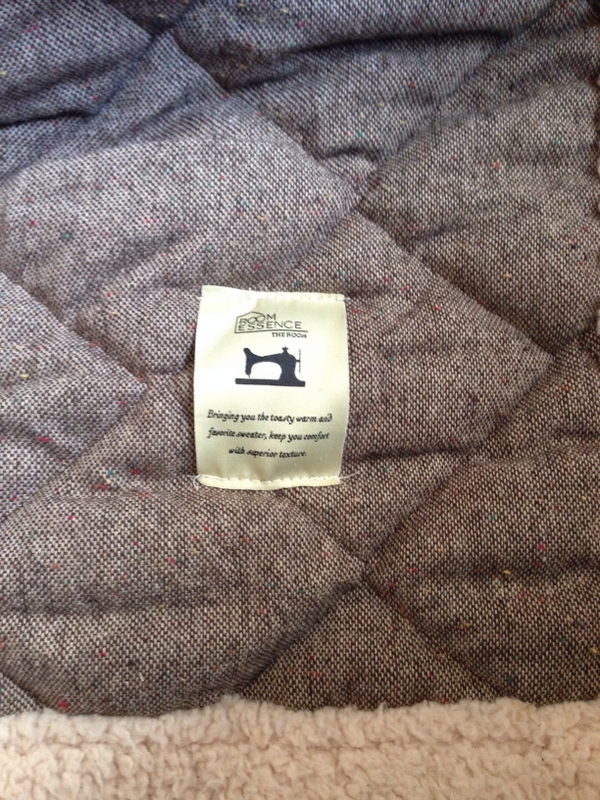 ROOM
ESSENCE
THE ROOM
Bringing you the toasty warm and
favorite sweater, keep you comfort
with superior texture.